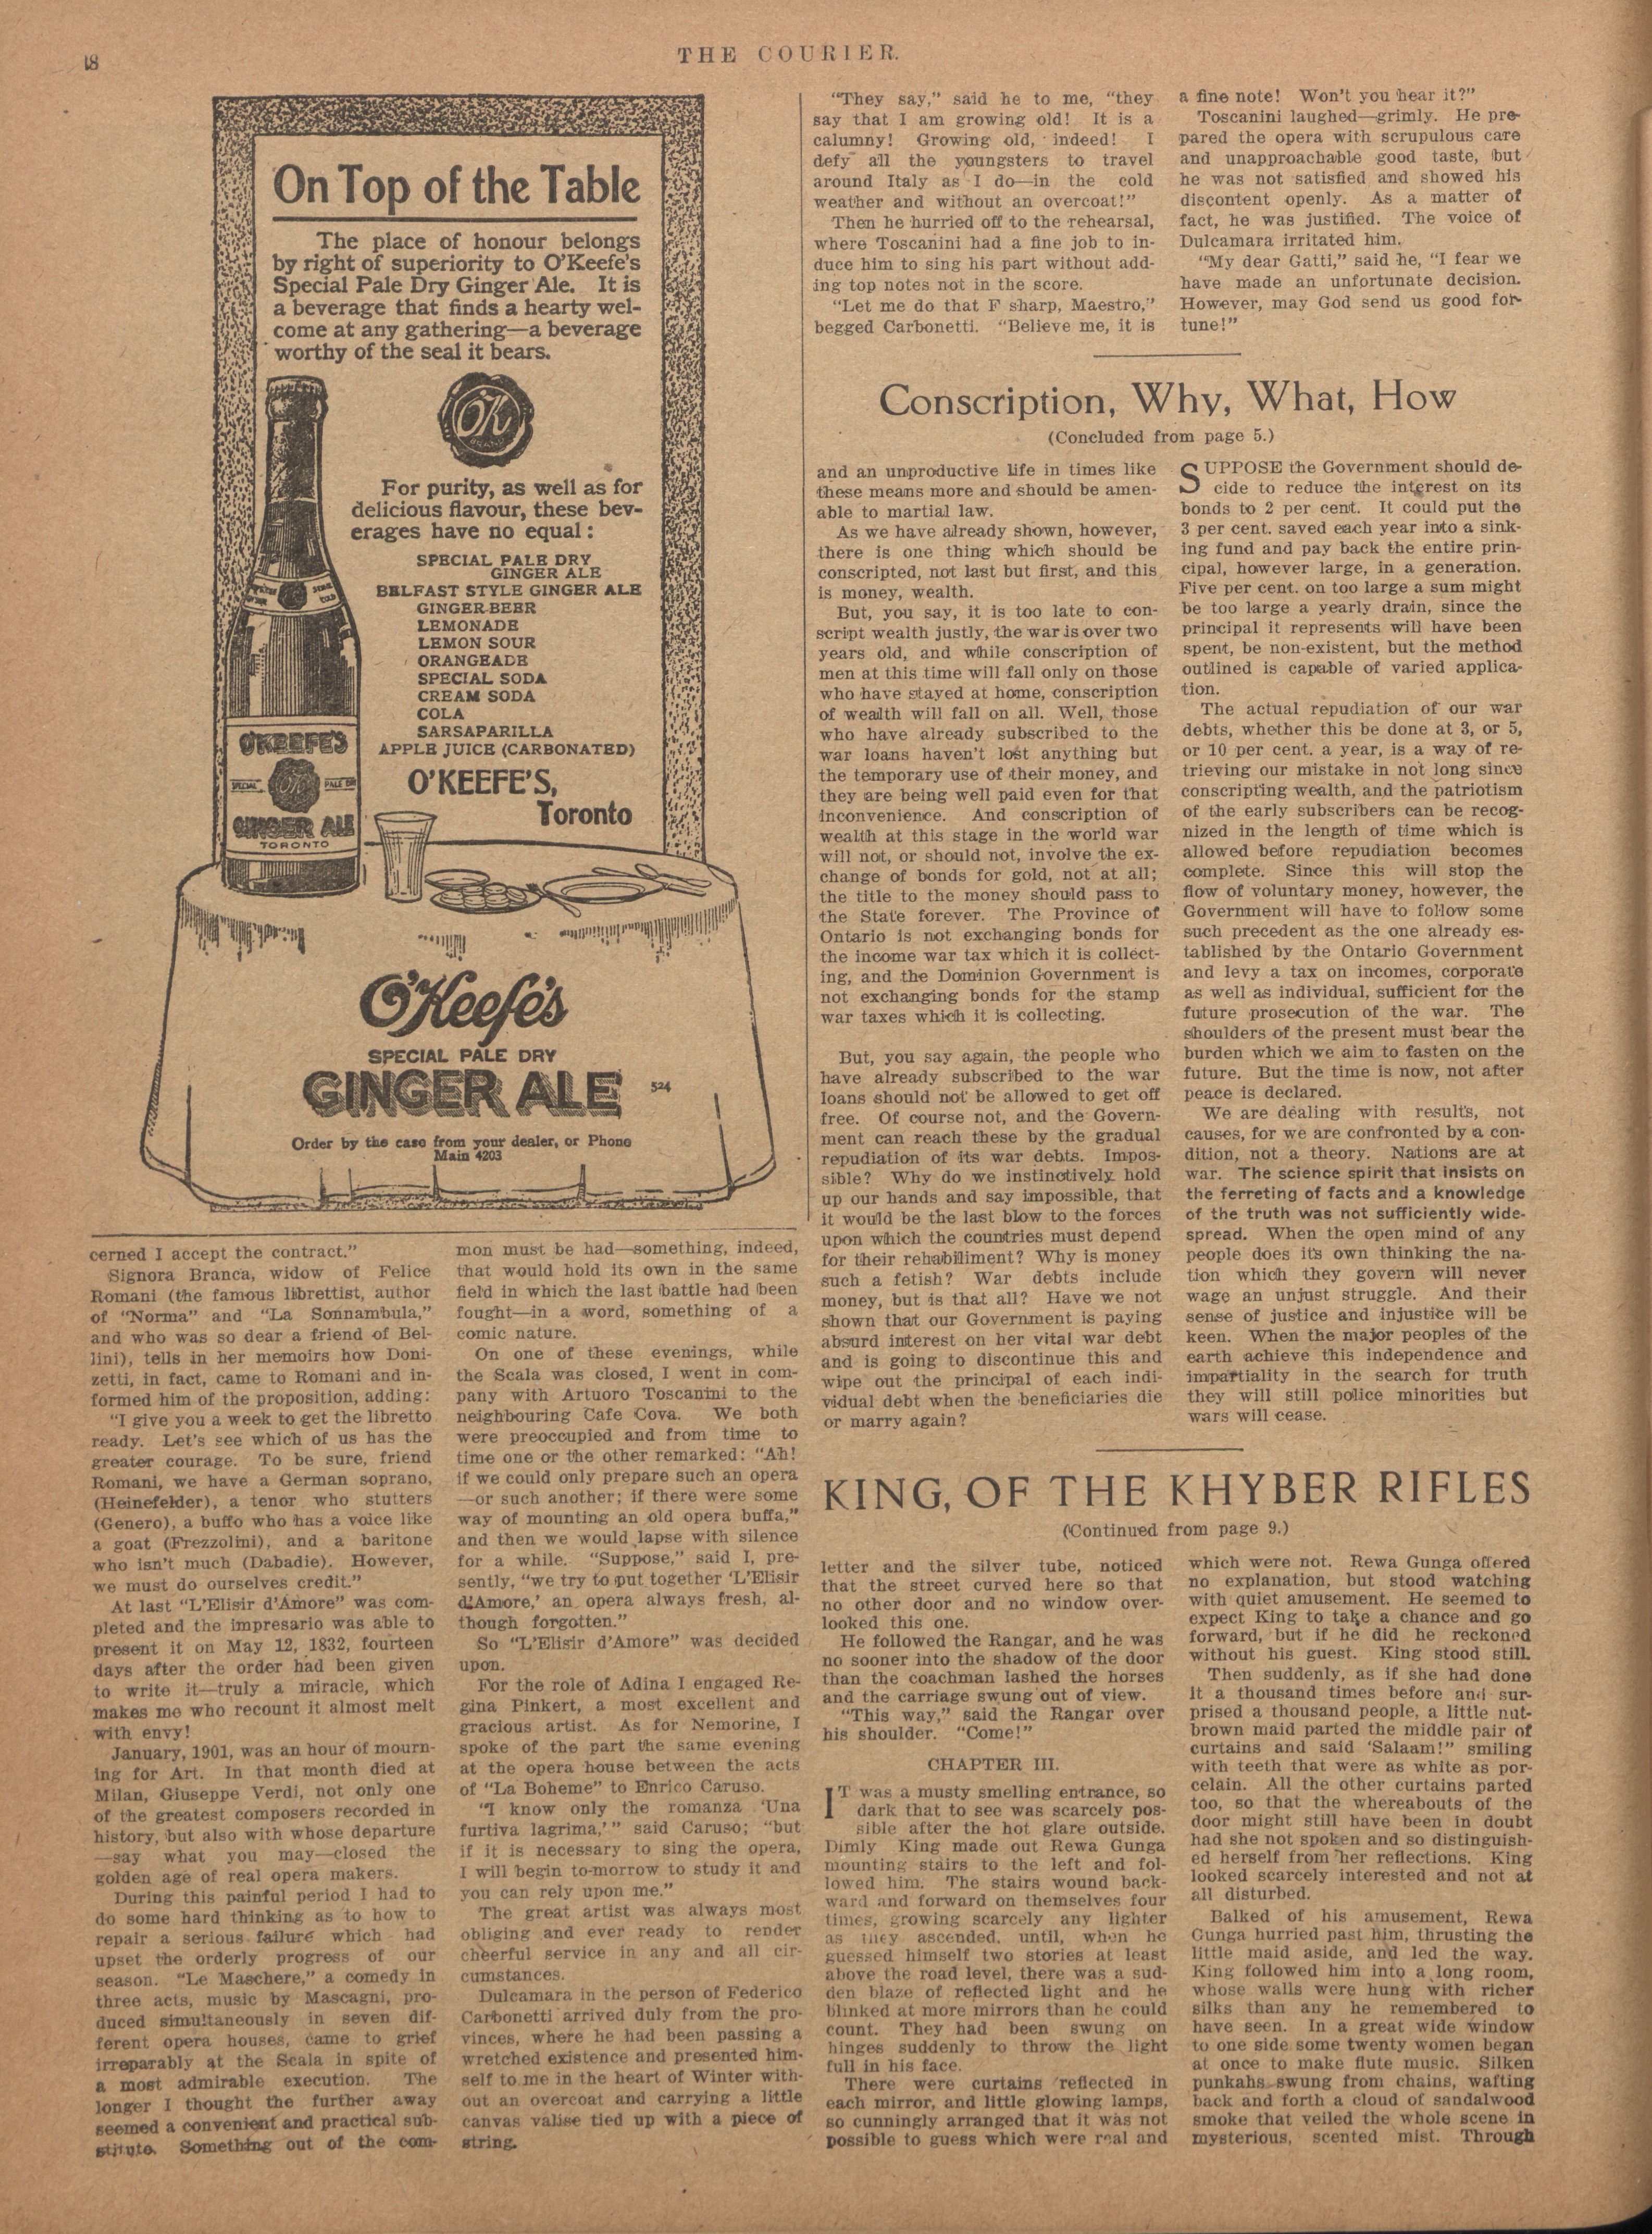 18
THE COURIER.
On Top of the Table
The place of honour belongs
by right of superiority to O'Keefe's
Special Pale Dry Ginger Ale. It is
a beverage that finds a hearty wel-
come at any gathering—a beverage
worthy of the seal it bears.
OK
BRAND
For purity, as well as for
delicious flavour, these bev-
erages have no equal:
SPECIAL PALE DRY
GINGER ALE
BELFAST STYLE GINGER ALE
GINGER BEER
LEMONADE
LEMON SOUR
ORANGEADE
SPECIAL SODA
CREAM SODA
COLA
SARSAPARILLA
APPLE JUICE (CARBONATED)
O'KEEFE'S,
Toronto
O'KEEFE'S
SPECIAL OK PALE DRY
GINGER ALE
TORONTO
O'Keefe's
SPECIAL PALE DRY
GINGER ALE
524
Order by the case from your dealer, or Phone
Main 4203
cerned I accept the contract."
Signora Branca, widow of Felice
Romani (the famous librettist, author
of "Norma" and "La Sonnambula,"
and who was so dear a friend of Bel-
lini), tells in her memoirs how Doni-
zetti, in fact, came to Romani and in-
formed him of the proposition, adding:
"I give you a week to get the libretto
ready. Let's see which of us has the
greater courage. To be sure, friend
Romani, we have a German soprano,
(Heinefelder), a tenor who stutters
(Genero), a buffo who has a voice like
a goat (Frezzolini), and a baritone
who isn't much (Dabadie). However,
we must do ourselves credit."
At last "L'Elisir d'Amore" was com-
pleted and the impresario was able to
present it on May 12, 1832, fourteen
days after the order had been given
to write it—truly a miracle, which
makes me who recount it almost melt
with envy!
January, 1901, was an hour of mourn-
ing for Art. In that month died at
Milan, Giuseppe Verdi, not only one
of the greatest composers recorded in
history, but also with whose departure
—say what you may—closed the
golden age of real opera makers.
During this painful period I had to
do some hard thinking as to how to
repair a serious failure which had
upset the orderly progress of our
season. "Le Maschere," a comedy in
three acts, music by Mascagni, pro-
duced simultaneously in seven dif-
ferent opera houses, came to grief
irreparably at the Scala in spite of
a most admirable execution. The
longer I thought the further away
seemed a convenient and practical sub-
stitute. Something out of the com-
mon must be had—something, indeed,
that would hold its own in the same
field in which the last battle had been
fought—in a word, something of a
comic nature.
On one of these evenings, while
the Scala was closed, I went in com-
pany with Artuoro Toscanini to the
neighbouring Cafe Cova. We both
were preoccupied and from time to
time one or the other remarked: "Ah!
if we could only prepare such an opera
—or such another; if there were some
way of mounting an old opera buffa,"
and then we would lapse with silence
for a while. "Suppose," said I, pre-
sently, "we try to put together 'L'Elisir
d'Amore,' an opera always fresh, al-
though forgotten."
So "L'Elisir d'Amore" was decided
upon.
For the role of Adina I engaged Re-
gina Pinkert, a most excellent and
gracious artist. As for Nemorine, I
spoke of the part the same evening
at the opera house between the acts
of "La Boheme" to Enrico Caruso.
"I know only the romanza 'Una
furtiva lagrima,'" said Caruso; "but
if it is necessary to sing the opera,
I will begin to-morrow to study it and
you can rely upon me."
The great artist was always most
obliging and ever ready to render
cheerful service in any and all cir-
cumstances.
Dulcamara in the person of Federico
Carbonetti arrived duly from the pro-
vinces, where he had been passing a
wretched existence and presented him-
self to me in the heart of Winter with-
out an overcoat and carrying a little
canvas valise tied up with a piece of
string.
"They say," said he to me, "they
say that I am growing old! It is a
calumny! Growing old, indeed! I
defy all the youngsters to travel
around Italy as I do—in the cold
weather and without an overcoat!"
Then he hurried off to the rehearsal,
where Toscanini had a fine job to in-
duce him to sing his part without add-
ing top notes not in the score.
"Let me do that F sharp, Maestro,"
begged Carbonetti. "Believe me, it is
a fine note! Won't you hear it?"
Toscanini laughed—grimly. He pre-
pared the opera with scrupulous care
and unapproachable good taste, but
he was not satisfied and showed his
discontent openly. As a matter of
fact, he was justified. The voice of
Dulcamara irritated him.
"My dear Gatti," said he, "I fear we
have made an unfortunate decision.
However, may God send us good for-
tune!"
Conscription, Why, What, How
(Concluded from page 5.)
and an unproductive life in times like
these means more and should be amen-
able to martial law.
As we have already shown, however,
there is one thing which should be
conscripted, not last but first, and this
is money, wealth.
But, you say, it is too late to con-
script wealth justly, the war is over two
years old, and while conscription of
men at this time will fall only on those
who have stayed at home, conscription
of wealth will fall on all. Well, those
who have already subscribed to the
war loans haven't lost anything but
the temporary use of their money, and
they are being well paid even for that
inconvenience. And conscription of
wealth at this stage in the world war
will not, or should not, involve the ex-
change of bonds for gold, not at all;
the title to the money should pass to
the State forever. The Province of
Ontario is not exchanging bonds for
the income war tax which it is collect-
ing, and the Dominion Government is
not exchanging bonds for the stamp
war taxes which it is collecting.
But, you say again, the people who
have already subscribed to the war
loans should not be allowed to get off
free. Of course not, and the Govern-
ment can reach these by the gradual
repudiation of its war debts. Impos-
sible? Why do we instinctively hold
up our hands and say impossible, that
it would be the last blow to the forces
upon which the countries must depend
for their rehabiliment? Why is money
such a fetish? War debts include
money, but is that all? Have we not
shown that our Government is paying
absurd interest on her vital war debt
and is going to discontinue this and
wipe out the principal of each indi-
vidual debt when the beneficiaries die
or marry again?
SUPPOSE the Government should de-
cide to reduce the interest on its
bonds to 2 per cent. It could put the
3 per cent. saved each year into a sink-
ing fund and pay back the entire prin-
cipal, however large, in a generation.
Five per cent. on too large a sum might
be too large a yearly drain, since the
principal it represents will have been
spent, be non-existent, but the method
outlined is capable of varied applica-
tion.
The actual repudiation of our war
debts, whether this be done at 3, or 5,
or 10 per cent. a year, is a way of re-
trieving our mistake in not long since
conscripting wealth, and the patriotism
of the early subscribers can be recog-
nized in the length of time which is
allowed before repudiation becomes
complete. Since this will stop the
flow of voluntary money, however, the
Government will have to follow some
such precedent as the one already es-
tablished by the Ontario Government
and levy a tax on incomes, corporate
as well as individual, sufficient for the
future prosecution of the war. The
shoulders of the present must bear the
burden which we aim to fasten on the
future. But the time is now, not after
peace is declared.
We are dealing with results, not
causes, for we are confronted by a con-
dition, not a theory. Nations are at
war. The science spirit that insists on
the ferreting of facts and a knowledge
of the truth was not sufficiently wide-
spread. When the open mind of any
people does it's own thinking the na-
tion which they govern will never
wage an unjust struggle. And their
sense of justice and injustice will be
keen. When the major peoples of the
earth achieve this independence and
impartiality in the search for truth
they will still police minorities but
wars will cease.
KING, OF THE KHYBER RIFLES
(Continued from page 9.)
letter and the silver tube, noticed
that the street curved here so that
no other door and no window over-
looked this one.
He followed the Rangar, and he was
no sooner into the shadow of the door
than the coachman lashed the horses
and the carriage swung out of view.
"This way," said the Rangar over
his shoulder. "Come!"
CHAPTER III.
IT was a musty smelling entrance, so
dark that to see was scarcely pos-
sible after the hot glare outside.
Dimly King made out Rewa Gunga
mounting stairs to the left and fol-
lowed him. The stairs wound back-
ward and forward on themselves four
times, growing scarcely any lighter
as they ascended, until, when he
guessed himself two stories at least
above the road level, there was a sud-
den blaze of reflected light and he
blinked at more mirrors than he could
count. They had been swung on
hinges suddenly to throw the light
full in his face.
There were curtains reflected in
each mirror, and little glowing lamps,
so cunningly arranged that it was not
possible to guess which were real and
which were not. Rewa Gunga offered
no explanation, but stood watching
with quiet amusement. He seemed to
expect King to take a chance and go
forward, but if he did he reckoned
without his guest. King stood still.
Then suddenly, as if she had done
it a thousand times before and sur-
prised a thousand people, a little nut-
brown maid parted the middle pair of
curtains and said 'Salaam!" smiling
with teeth that were as white as por-
celain. All the other curtains parted
too, so that the whereabouts of the
door might still have been in doubt
had she not spoken and so distinguish-
ed herself from her reflections. King
looked scarcely interested and not at
all disturbed.
Balked of his amusement, Rewa
Gunga hurried past him, thrusting the
little maid aside, and led the way.
King followed him into a long room,
whose walls were hung with richer
silks than any he remembered to
have seen. In a great wide window
to one side some twenty women began
at once to make flute music. Silken
punkahs swung from chains, wafting
back and forth a cloud of sandalwood
smoke that veiled the whole scene in
mysterious, scented mist. Through